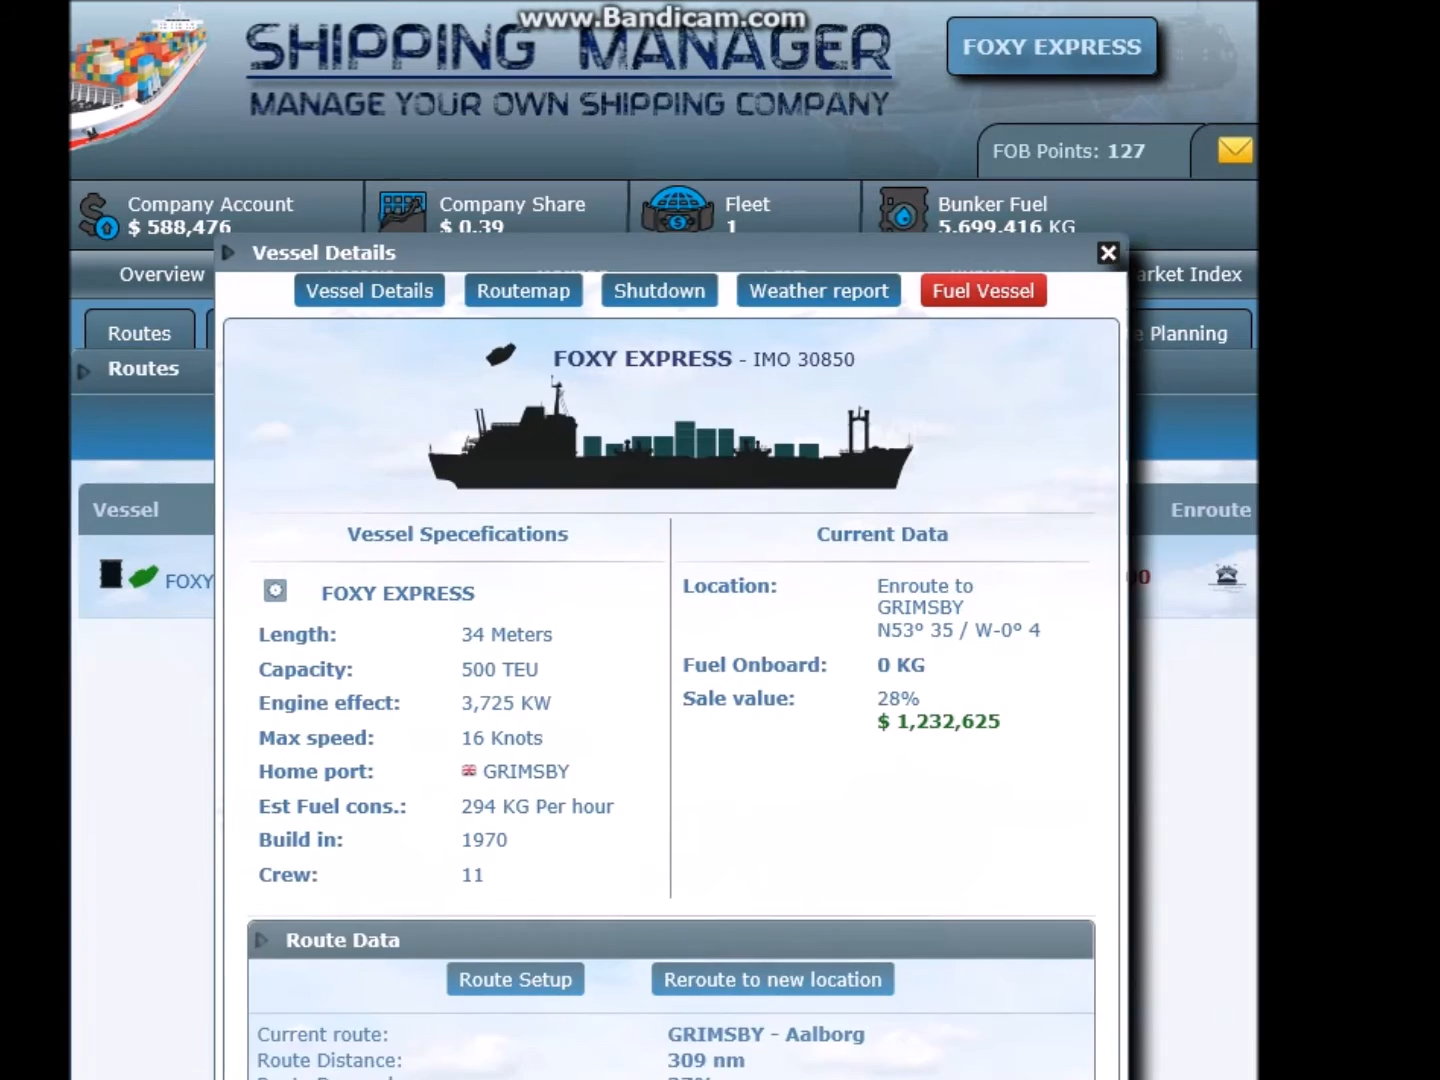 www.Bandicam.com
SHIPPING MANAGER
MANAGE YOUR OWN SHIPPING COMPANY
FOXY EXPRESS
FOB Points: 127
Company Account
$ 588,476
Company Share
$ 0.39
Fleet
1
Bunker Fuel
5,699,416 KG
Vessel Details
Overview
arket Index
Vessel Details
Routemap
Shutdown
Weather report
Fuel Vessel
Routes
Planning
Routes
FOXY EXPRESS - IMO 30850
Vessel
Enroute
Vessel Specefications
Current Data
FOXY
FOXY EXPRESS
Length: 34 Meters
Capacity: 500 TEU
Engine effect: 3,725 KW
Max speed: 16 Knots
Home port: GRIMSBY
Est Fuel cons.: 294 KG Per hour
Build in: 1970
Crew: 11
Location: Enroute to
GRIMSBY
N53º 35 / W-0º 4
Fuel Onboard: 0 KG
Sale value: 28%
$ 1,232,625
Route Data
Route Setup
Reroute to new location
Current route: GRIMSBY - Aalborg
Route Distance: 309 nm